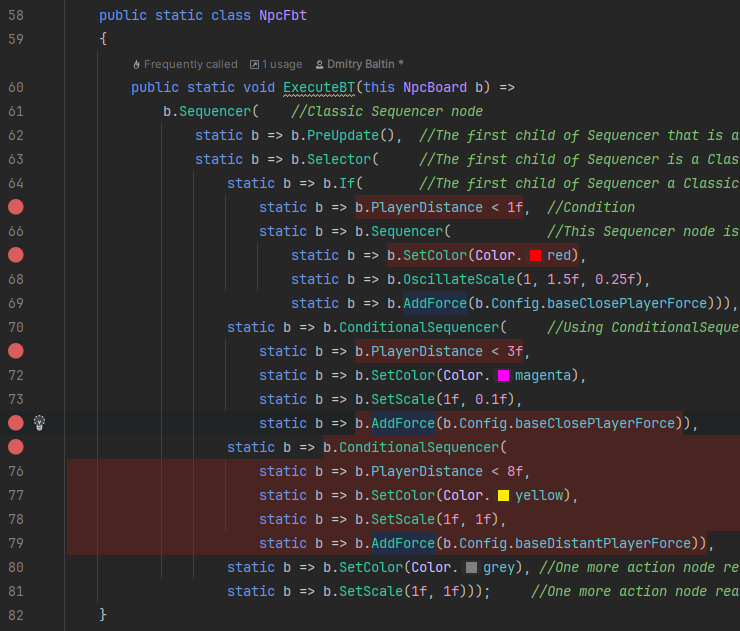 58 public static class NpcFbt
59 {
Frequently called 1 usage Dmitry Baltin *
60 public static void ExecuteBT(this NpcBoard b) =>
61 b.Sequencer( //Classic Sequencer node
62 static b => b.PreUpdate(), //The first child of Sequencer that is a
63 static b => b.Selector( //The first child of Sequencer is a Clas
64 static b => b.If( //The first child of Sequencer a Classic
static b => b.PlayerDistance < 1f, //Condition
66 static b => b.Sequencer( //This Sequencer node is
static b => b.SetColor(Color.red),
68 static b => b.OscillateScale(1, 1.5f, 0.25f),
69 static b => b.AddForce(b.Config.baseClosePlayerForce))),
70 static b => b.ConditionalSequencer( //Using ConditionalSeque
static b => b.PlayerDistance < 3f,
72 static b => b.SetColor(Color.magenta),
73 static b => b.SetScale(1f, 0.1f),
static b => b.AddForce(b.Config.baseClosePlayerForce)),
static b => b.ConditionalSequencer(
76 static b => b.PlayerDistance < 8f,
77 static b => b.SetColor(Color.yellow),
78 static b => b.SetScale(1f, 1f),
79 static b => b.AddForce(b.Config.baseDistantPlayerForce)),
80 static b => b.SetColor(Color.grey), //One more action node re
81 static b => b.SetScale(1f, 1f))); //One more action node rea
82 }